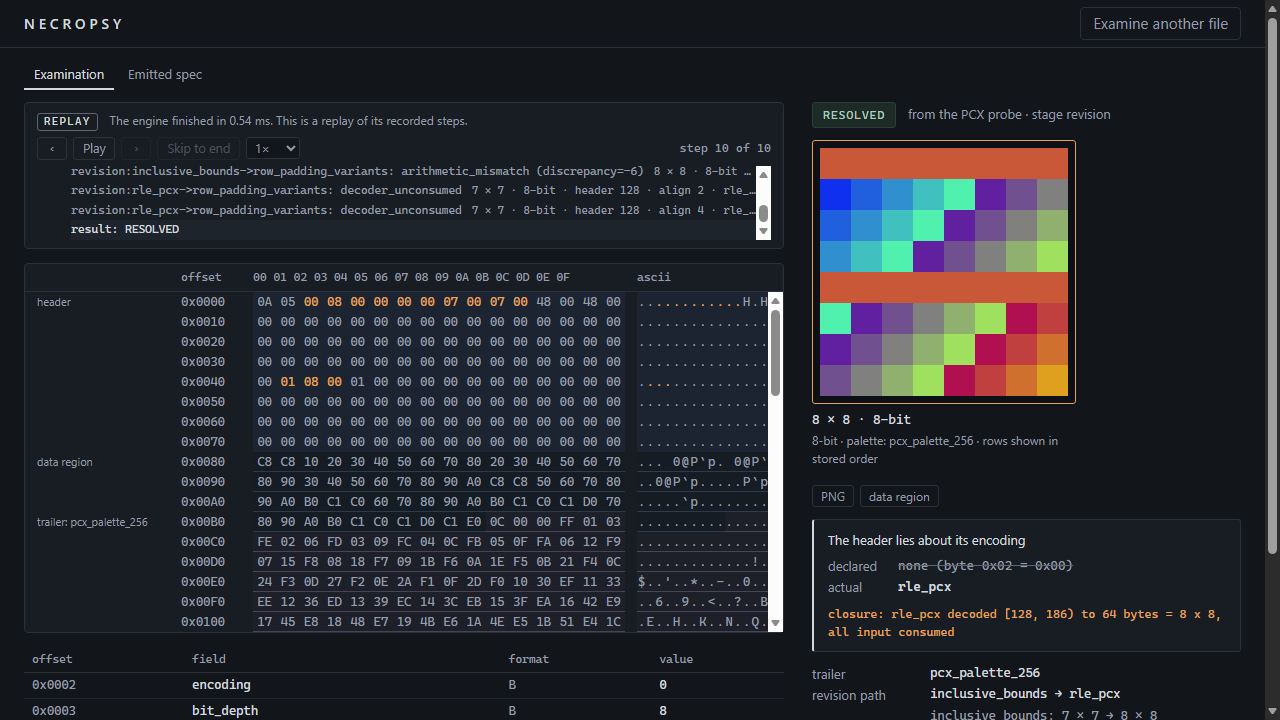 NECROPSY
Examine another file
Examination Emitted spec
REPLAY The engine finished in 0.54 ms. This is a replay of its recorded steps.
‹ Play › Skip to end 1× step 10 of 10
revision:inclusive_bounds->row_padding_variants: arithmetic_mismatch (discrepancy=-6) 8 × 8 · 8-bit …
revision:rle_pcx->row_padding_variants: decoder_unconsumed 7 × 7 · 8-bit · header 128 · align 2 · rle_…
revision:rle_pcx->row_padding_variants: decoder_unconsumed 7 × 7 · 8-bit · header 128 · align 4 · rle_…
result: RESOLVED
offset 00 01 02 03 04 05 06 07 08 09 0A 0B 0C 0D 0E 0F ascii
header 0x0000 0A 05 00 08 00 00 00 00 07 00 07 00 48 00 48 00 ............H.H
0x0010 00 00 00 00 00 00 00 00 00 00 00 00 00 00 00 00 ...............
0x0020 00 00 00 00 00 00 00 00 00 00 00 00 00 00 00 00 ...............
0x0030 00 00 00 00 00 00 00 00 00 00 00 00 00 00 00 00 ...............
0x0040 00 01 08 00 01 00 00 00 00 00 00 00 00 00 00 00 ...............
0x0050 00 00 00 00 00 00 00 00 00 00 00 00 00 00 00 00 ...............
0x0060 00 00 00 00 00 00 00 00 00 00 00 00 00 00 00 00 ...............
0x0070 00 00 00 00 00 00 00 00 00 00 00 00 00 00 00 00 ...............
data region 0x0080 C8 C8 10 20 30 40 50 60 70 80 20 30 40 50 60 70 ... 0@P`p. 0@P`
0x0090 80 90 30 40 50 60 70 80 90 A0 C8 C8 50 60 70 80 ..0@P`p.....P`p
0x00A0 90 A0 B0 C1 C0 60 70 80 90 A0 B0 C1 C0 C1 D0 70 .....`p........
trailer: pcx_palette_256 0x00B0 80 90 A0 B0 C1 C0 C1 D0 C1 E0 0C 00 00 FF 01 03 ...............
0x00C0 FE 02 06 FD 03 09 FC 04 0C FB 05 0F FA 06 12 F9 ...............
0x00D0 07 15 F8 08 18 F7 09 1B F6 0A 1E F5 0B 21 F4 0C .............!.
0x00E0 24 F3 0D 27 F2 0E 2A F1 0F 2D F0 10 30 EF 11 33 $..'..*..-..0..
0x00F0 EE 12 36 ED 13 39 EC 14 3C EB 15 3F EA 16 42 E9 ..6..9..<..?..B
0x0100 17 45 E8 18 48 E7 19 4B E6 1A 4E E5 1B 51 E4 1C .E..H..K..N..Q.
offset field format value
0x0002 encoding B 0
0x0003 bit_depth B 8
RESOLVED from the PCX probe · stage revision
8 × 8 · 8-bit
8-bit · palette: pcx_palette_256 · rows shown in
stored order
PNG data region
The header lies about its encoding
declared none (byte 0x02 = 0x00)
actual rle_pcx
closure: rle_pcx decoded [128, 186) to 64 bytes = 8 x 8,
all input consumed
trailer pcx_palette_256
revision path inclusive_bounds → rle_pcx
inclusive bounds: 7 × 7 → 8 × 8